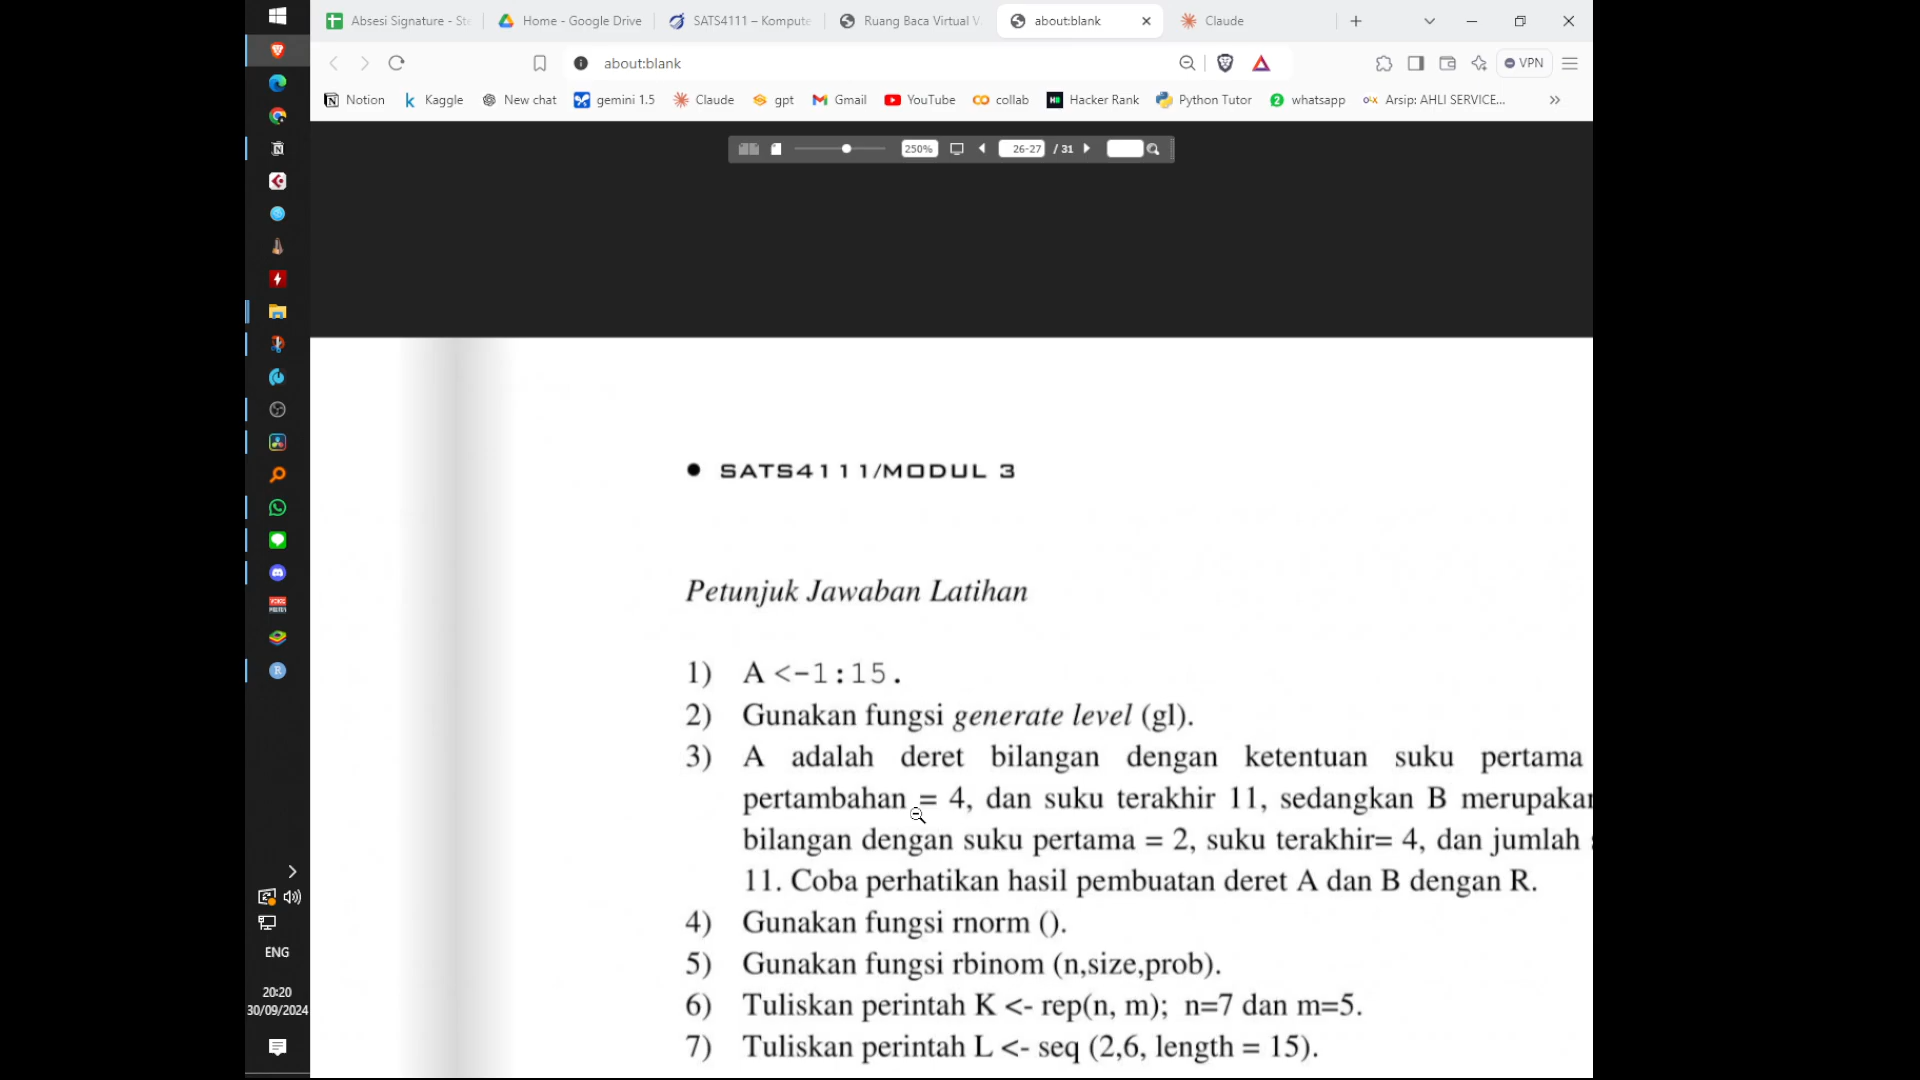 Absesi Signature - Ste
Home - Google Drive
SATS4111 – Kompute
Ruang Baca Virtual V
about:blank
Claude
about:blank
VPN
Notion
Kaggle
New chat
gemini 1.5
Claude
gpt
Gmail
YouTube
collab
Hacker Rank
Python Tutor
whatsapp
Arsip: AHLI SERVICE...
250%
26-27
/ 31
SATS4111/MODUL 3
Petunjuk Jawaban Latihan
1) A <-1:15.
2) Gunakan fungsi generate level (gl).
3) A adalah deret bilangan dengan ketentuan suku pertama
pertambahan = 4, dan suku terakhir 11, sedangkan B merupakan
bilangan dengan suku pertama = 2, suku terakhir= 4, dan jumlah
11. Coba perhatikan hasil pembuatan deret A dan B dengan R.
4) Gunakan fungsi rnorm ().
5) Gunakan fungsi rbinom (n,size,prob).
6) Tuliskan perintah K <- rep(n, m); n=7 dan m=5.
7) Tuliskan perintah L <- seq (2,6, length = 15).
ENG
20:20
30/09/2024